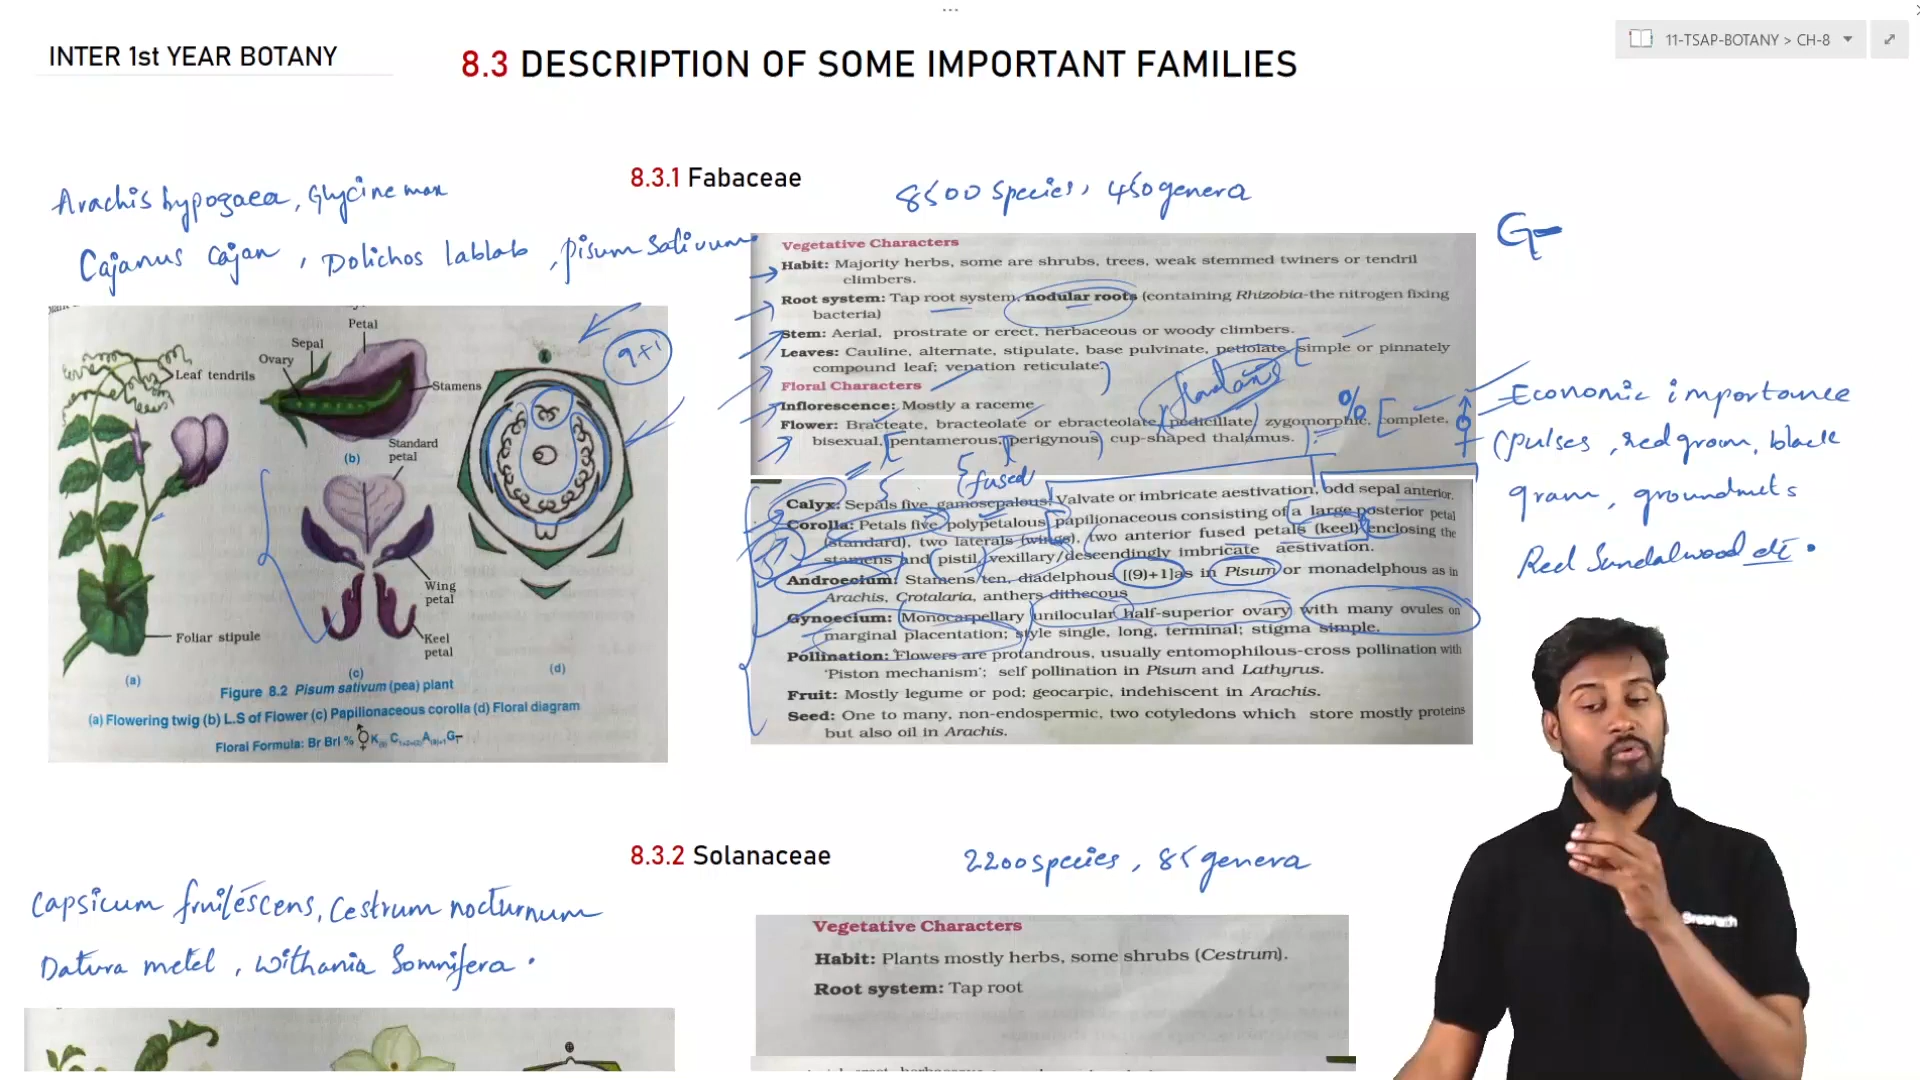 INTER 1st YEAR BOTANY
8.3 DESCRIPTION OF SOME IMPORTANT FAMILIES
11-TSAP-BOTANY > CH-8
8.3.1 Fabaceae
8500 species, 450 genera
Arachis hypogaea, Glycine max
Cajanus cajan, Dolichos lablab, pisum sativum.
G
9+1
Petal
Sepal
Ovary
Leaf tendrils
Stamens
Standard
petal
(b)
Wing
petal
Foliar stipule
Keel
petal
(a)
(c)
(d)
Figure 8.2 Pisum sativum (pea) plant
(a) Flowering twig (b) L.S of Flower (c) Papilionaceous corolla (d) Floral diagram
Floral Formula: Br Brl %
Vegetative Characters
Habit: Majority herbs, some are shrubs, trees, weak stemmed twiners or tendril
climbers.
Root system: Tap root system, nodular roots (containing Rhizobia-the nitrogen fixing
bacteria)
Stem: Aerial, prostrate or erect, herbaceous or woody climbers.
Leaves: Cauline, alternate, stipulate, base pulvinate, petiolate, simple or pinnately
compound leaf; venation reticulate.
Floral Characters
Inflorescence: Mostly a raceme
Flower: Bracteate, bracteolate or ebracteolate, pedicillate, zygomorphic, complete,
bisexual, pentamerous, perigynous, cup-shaped thalamus.
%
fused
Calyx: Sepals five, gamosepalous, Valvate or imbricate aestivation, odd sepal anterior.
Corolla: Petals five, polypetalous, papilionaceous consisting of a large posterior petal
(standard), two laterals (wings), two anterior fused petals (keel) enclosing the
stamens and pistil, vexillary/descendingly imbricate aestivation.
Androecium: Stamens ten, diadelphous [(9)+1]as in Pisum or monadelphous as in
Arachis, Crotalaria, anthers dithecous
Gynoecium: Monocarpellary unilocular half-superior ovary with many ovules on
marginal placentation; style single, long, terminal; stigma simple.
Pollination: Flowers are protandrous, usually entomophilous-cross pollination with
'Piston mechanism'; self pollination in Pisum and Lathyrus.
Fruit: Mostly legume or pod; geocarpic, indehiscent in Arachis.
Seed: One to many, non-endospermic, two cotyledons which store mostly proteins
but also oil in Arachis.
Economic importance
(pulses, redgram, black
gram, groundnuts
Red Sandalwood etc.
8.3.2 Solanaceae
2200 species, 85 genera
Capsicum frutescens, Cestrum nocturnum
Datura metel, Withania Somnifera.
Vegetative Characters
Habit: Plants mostly herbs, some shrubs (Cestrum).
Root system: Tap root
Sreenath